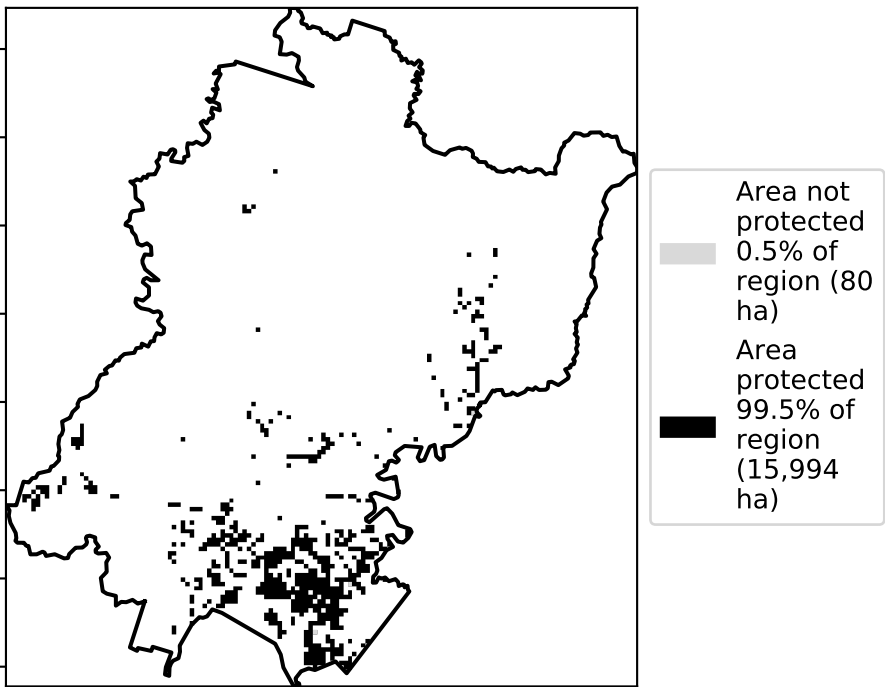 Area not
protected
0.5% of
region (80
ha)
Area
protected
99.5% of
region
(15,994
ha)